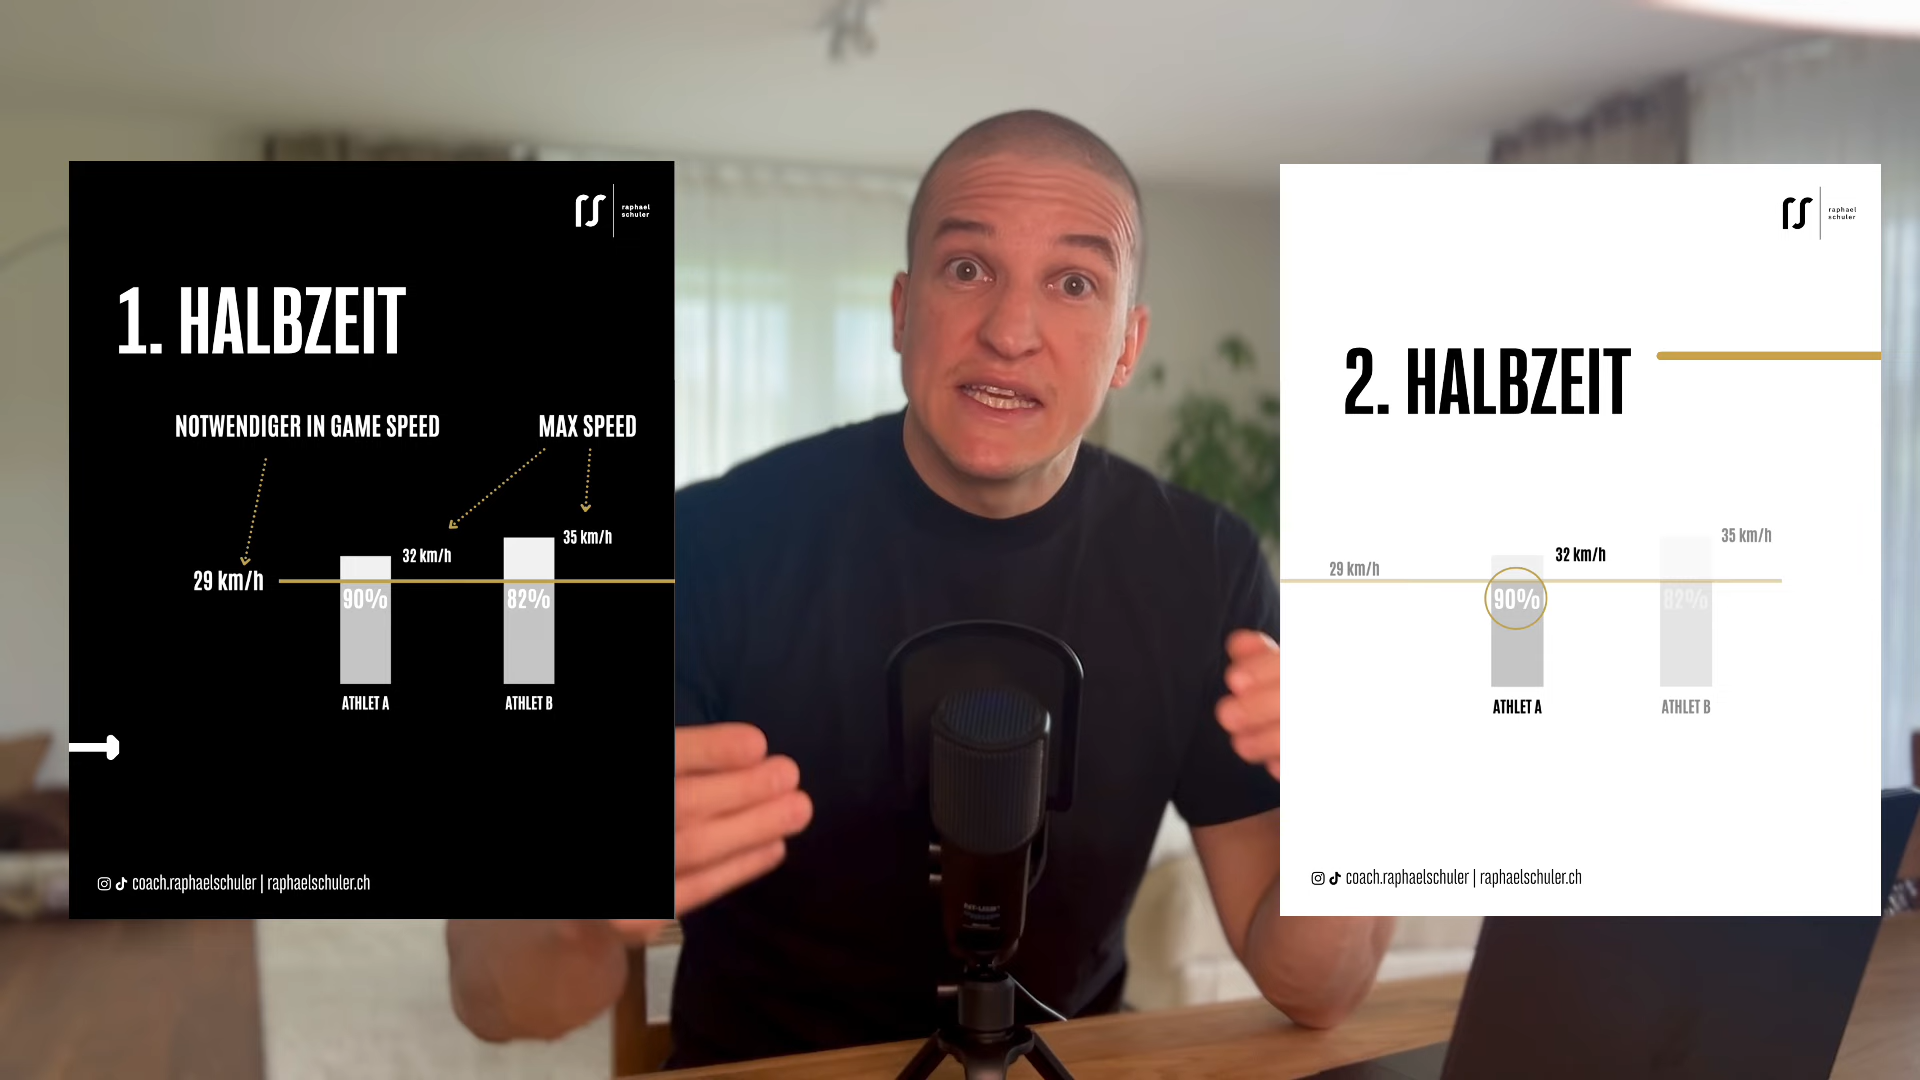 raphael
schuler
1. HALBZEIT
NOTWENDIGER IN GAME SPEED
MAX SPEED
35 km/h
32 km/h
29 km/h
90%
82%
ATHLET A
ATHLET B
coach.raphaelschuler | raphaelschuler.ch
raphael
schuler
2. HALBZEIT
35 km/h
32 km/h
29 km/h
90%
82%
ATHLET A
ATHLET B
coach.raphaelschuler | raphaelschuler.ch
NT-USB+